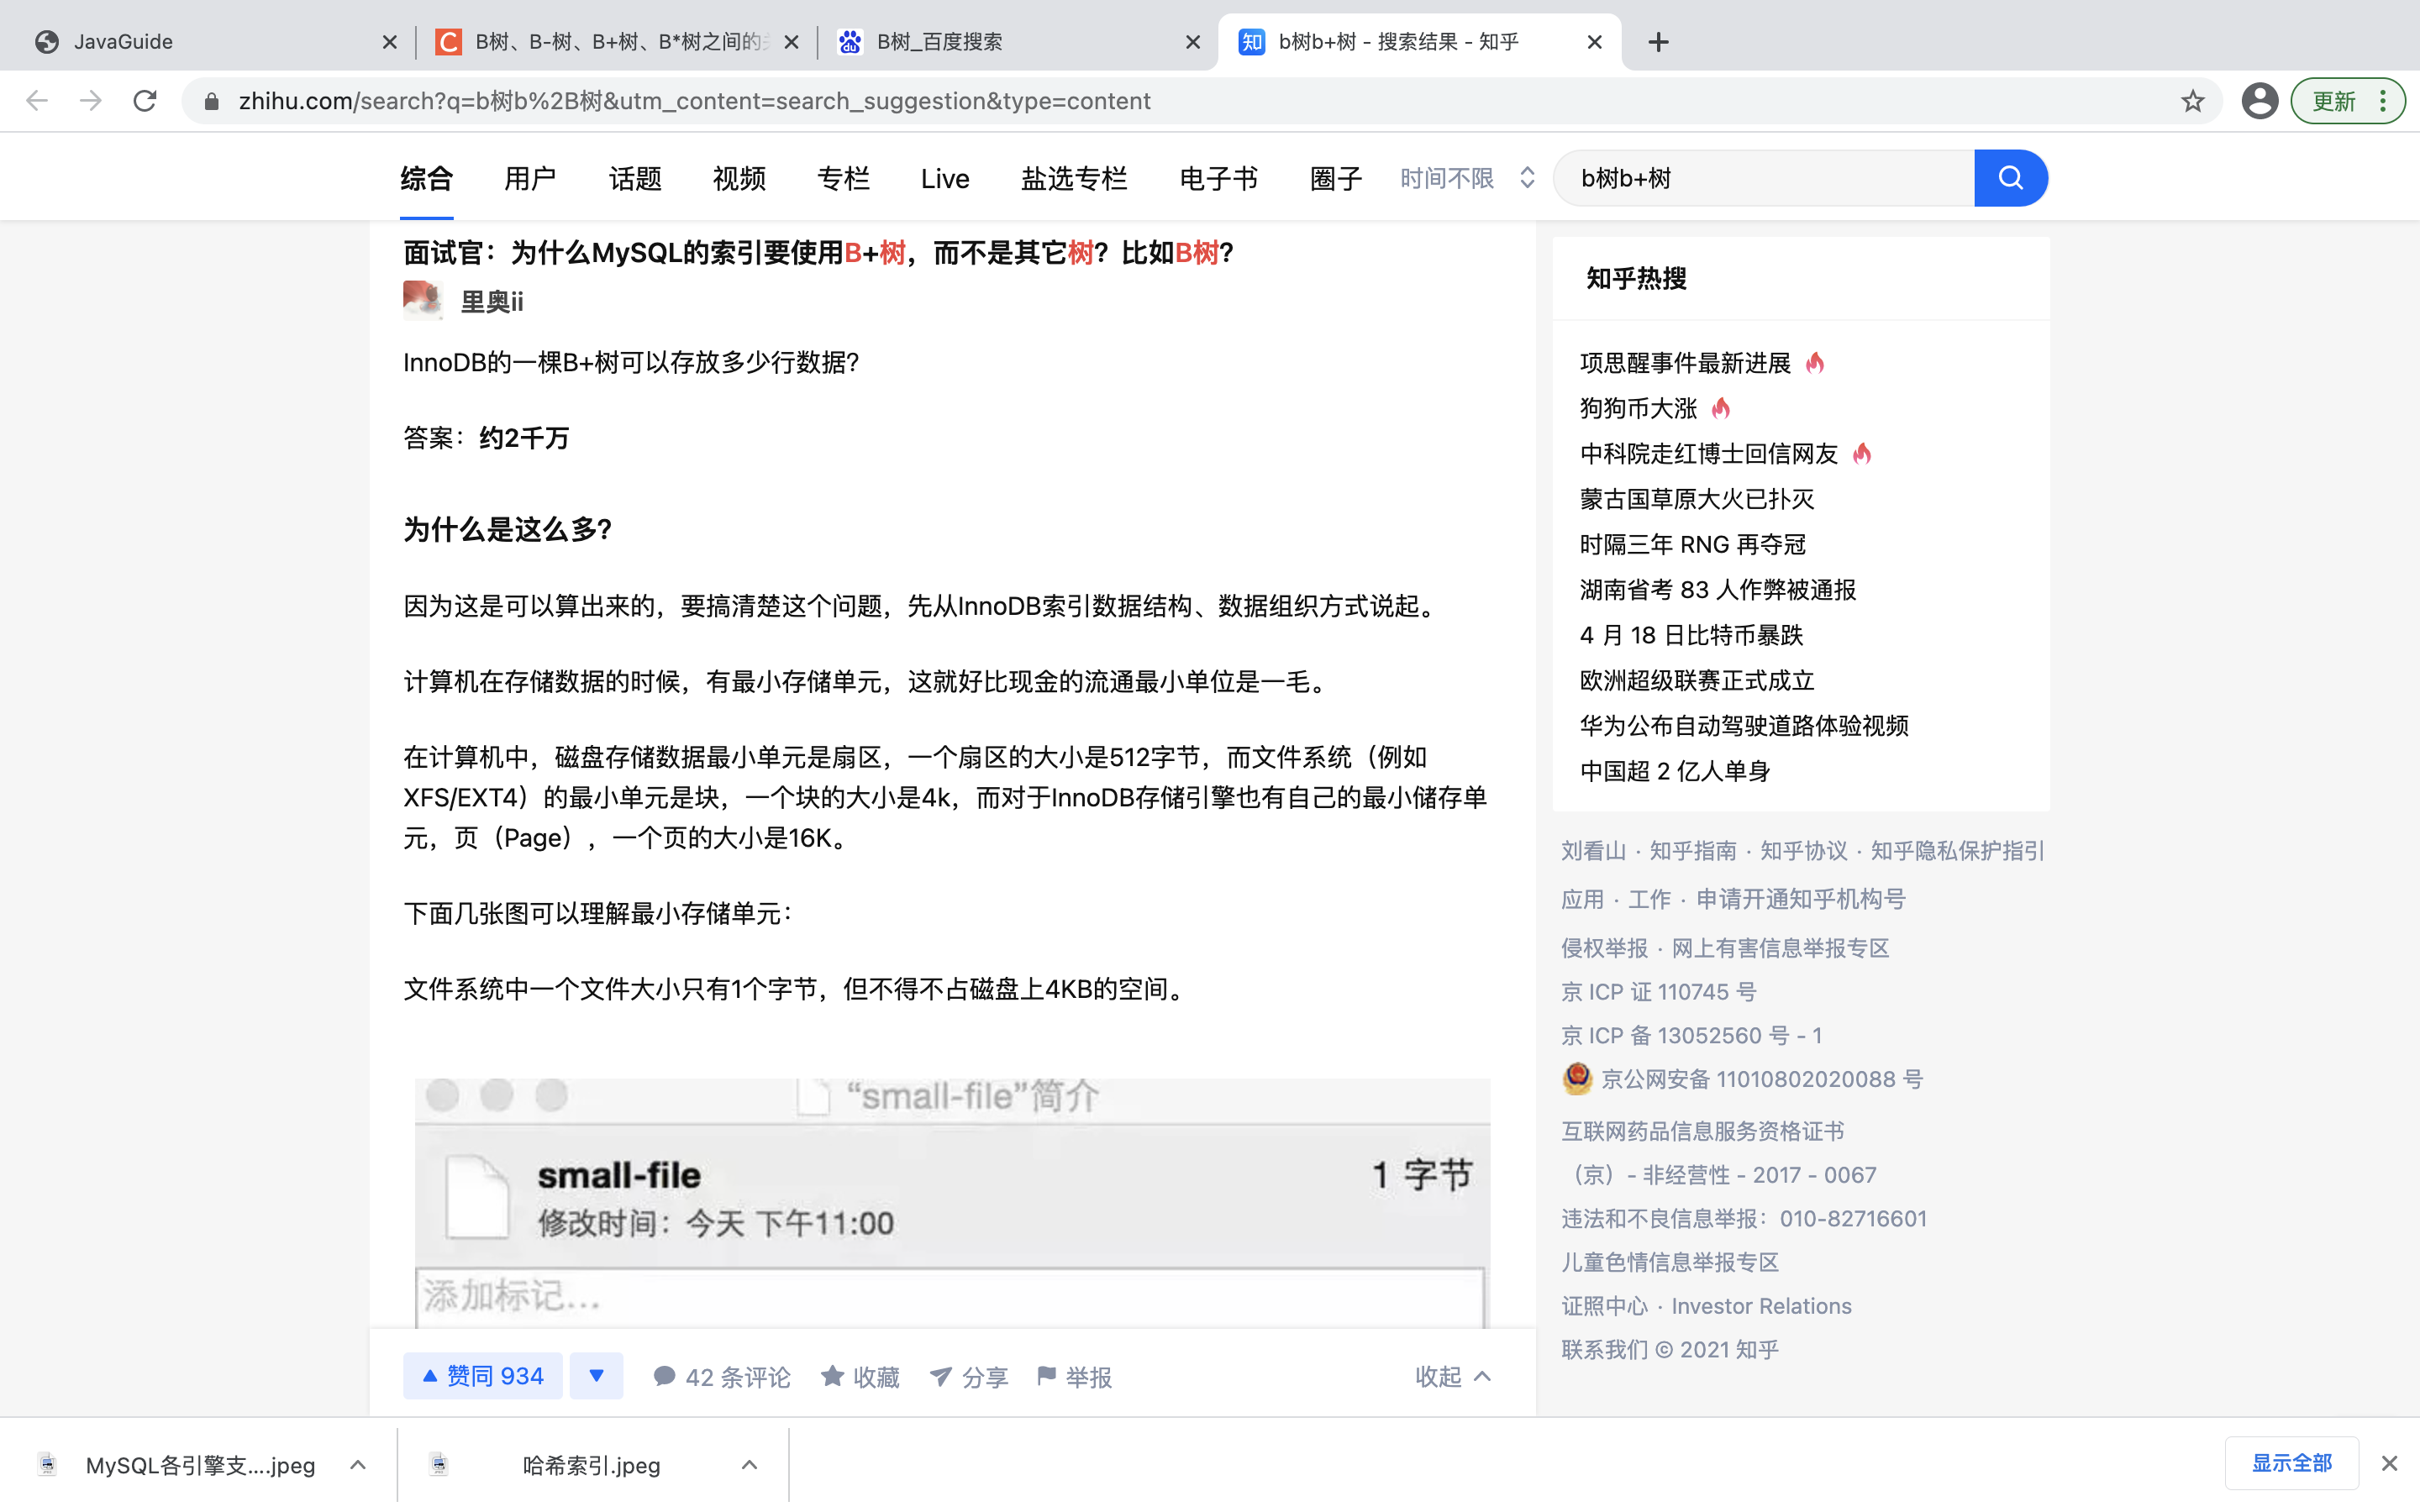 JavaGuide
B树、B-树、B+树、B*树之间的
B树_百度搜索
知 b树b+树 - 搜索结果 - 知乎
zhihu.com/search?q=b树b%2B树&utm_content=search_suggestion&type=content
更新
综合 用户 话题 视频 专栏 Live 盐选专栏 电子书 圈子 时间不限 b树b+树
面试官：为什么MySQL的索引要使用B+树，而不是其它树？比如B树？
里奥ii
InnoDB的一棵B+树可以存放多少行数据？
答案：约2千万
为什么是这么多？
因为这是可以算出来的，要搞清楚这个问题，先从InnoDB索引数据结构、数据组织方式说起。
计算机在存储数据的时候，有最小存储单元，这就好比现金的流通最小单位是一毛。
在计算机中，磁盘存储数据最小单元是扇区，一个扇区的大小是512字节，而文件系统（例如
XFS/EXT4）的最小单元是块，一个块的大小是4k，而对于InnoDB存储引擎也有自己的最小储存单
元，页（Page），一个页的大小是16K。
下面几张图可以理解最小存储单元：
文件系统中一个文件大小只有1个字节，但不得不占磁盘上4KB的空间。
“small-file”简介
small-file 1 字节
修改时间：今天 下午11:00
添加标记...
赞同 934 42 条评论 收藏 分享 举报 收起
知乎热搜
项思醒事件最新进展
狗狗币大涨
中科院走红博士回信网友
蒙古国草原大火已扑灭
时隔三年 RNG 再夺冠
湖南省考 83 人作弊被通报
4 月 18 日比特币暴跌
欧洲超级联赛正式成立
华为公布自动驾驶道路体验视频
中国超 2 亿人单身
刘看山 · 知乎指南 · 知乎协议 · 知乎隐私保护指引
应用 · 工作 · 申请开通知乎机构号
侵权举报 · 网上有害信息举报专区
京 ICP 证 110745 号
京 ICP 备 13052560 号 - 1
京公网安备 11010802020088 号
互联网药品信息服务资格证书
（京）- 非经营性 - 2017 - 0067
违法和不良信息举报：010-82716601
儿童色情信息举报专区
证照中心 · Investor Relations
联系我们 © 2021 知乎
MySQL各引擎支....jpeg
哈希索引.jpeg
显示全部